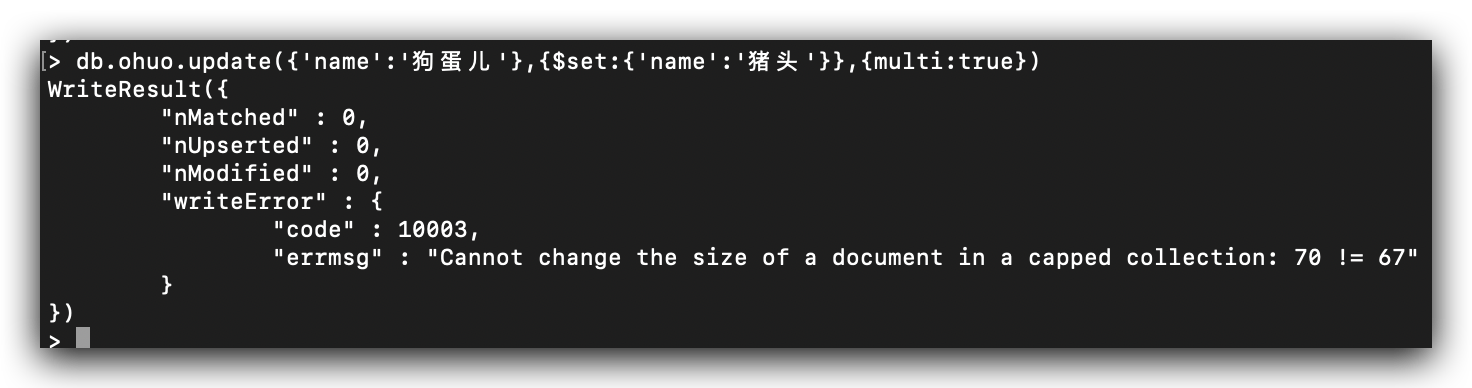 [> db.ohuo.update({'name':'狗蛋儿'},{$set:{'name':'猪头'}},{multi:true})
WriteResult({
"nMatched" : 0,
"nUpserted" : 0,
"nModified" : 0,
"writeError" : {
"code" : 10003,
"errmsg" : "Cannot change the size of a document in a capped collection: 70 != 67"
}
})
>